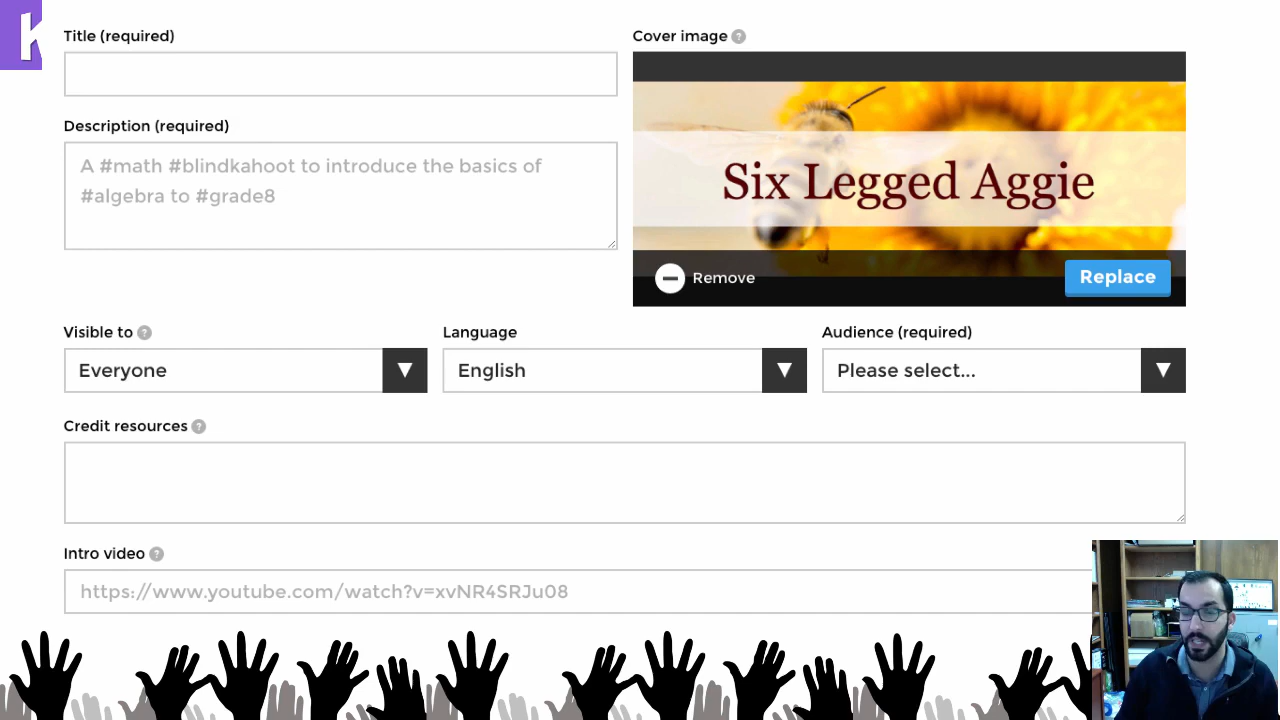 K
Title (required)
Cover image ?
Six Legged Aggie
Remove
Replace
Description (required)
A #math #blindkahoot to introduce the basics of
#algebra to #grade8
Visible to ?
Language
Audience (required)
Everyone
English
Please select...
Credit resources ?
Intro video ?
https://www.youtube.com/watch?v=xvNR4SRJu08